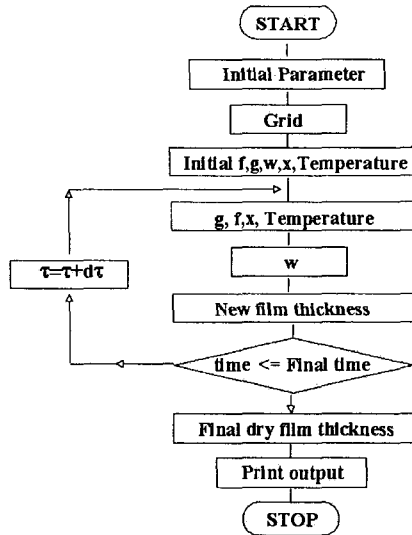 START
Initial Parameter
Grid
Initial f,g,w,x,Temperature
g, f,x, Temperature
τ=τ+dτ
w
New film thickness
time <= Final time
Final dry film thickness
Print output
STOP